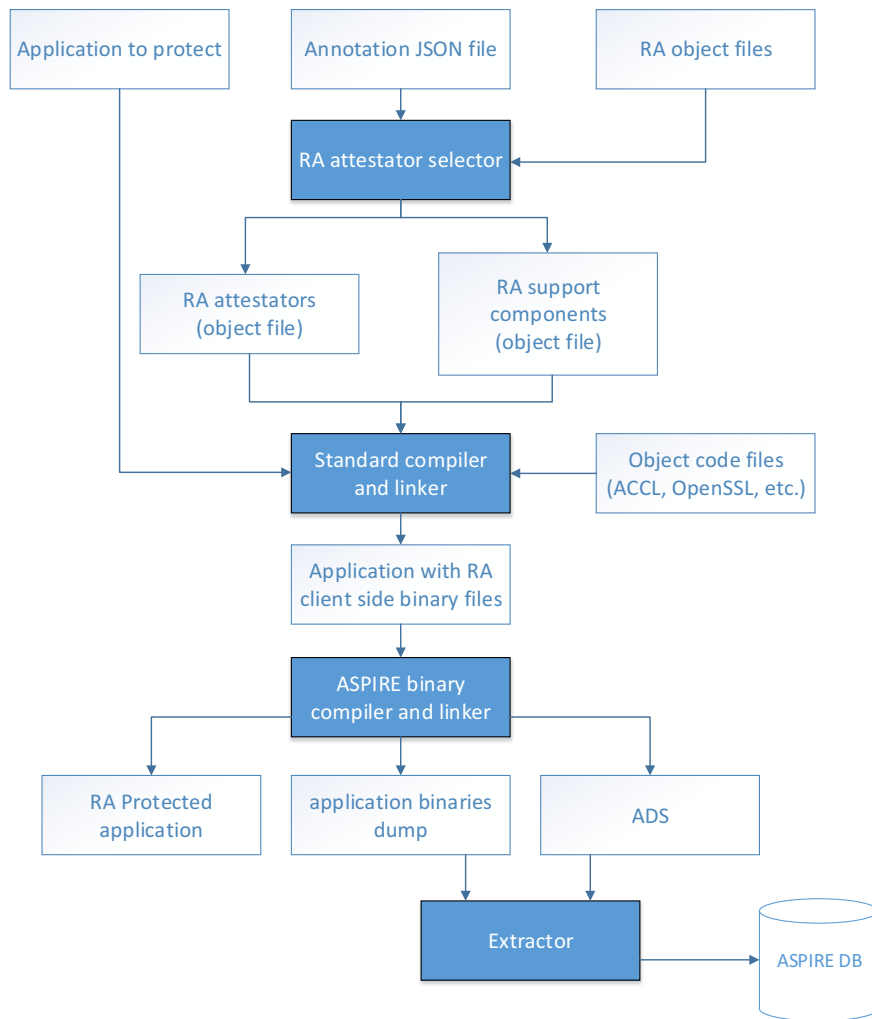 Application to protect
Annotation JSON file
RA object files
RA attestator selector
RA attestators
(object file)
RA support
components
(object file)
Standard compiler
and linker
Object code files
(ACCL, OpenSSL, etc.)
Application with RA
client side binary files
ASPIRE binary
compiler and linker
RA Protected
application
application binaries
dump
ADS
Extractor
ASPIRE DB